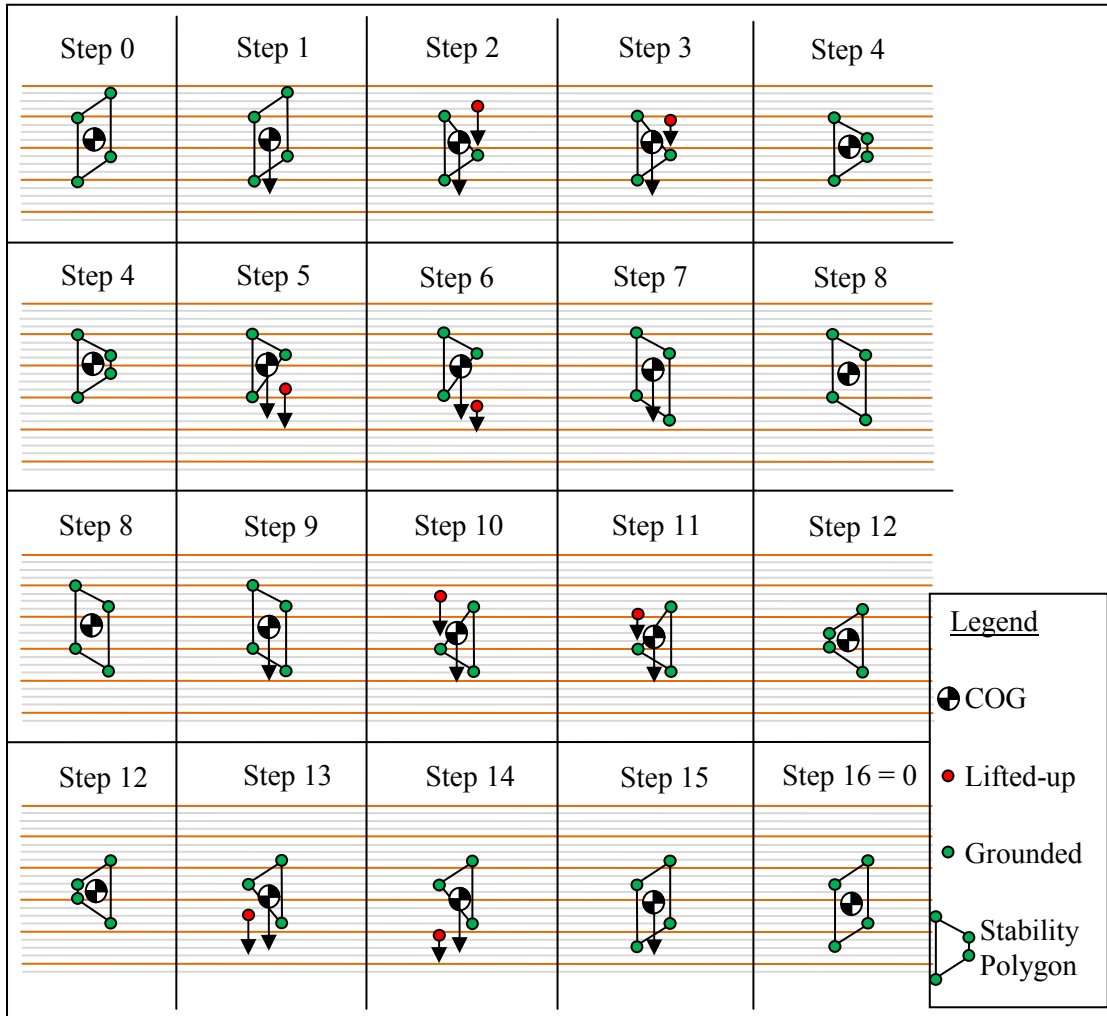 Step 0 Step 1 Step 2 Step 3 Step 4
Step 4 Step 5 Step 6 Step 7 Step 8
Step 8 Step 9 Step 10 Step 11 Step 12
Step 12 Step 13 Step 14 Step 15 Step 16 = 0
Legend
COG
Lifted-up
Grounded
Stability
Polygon